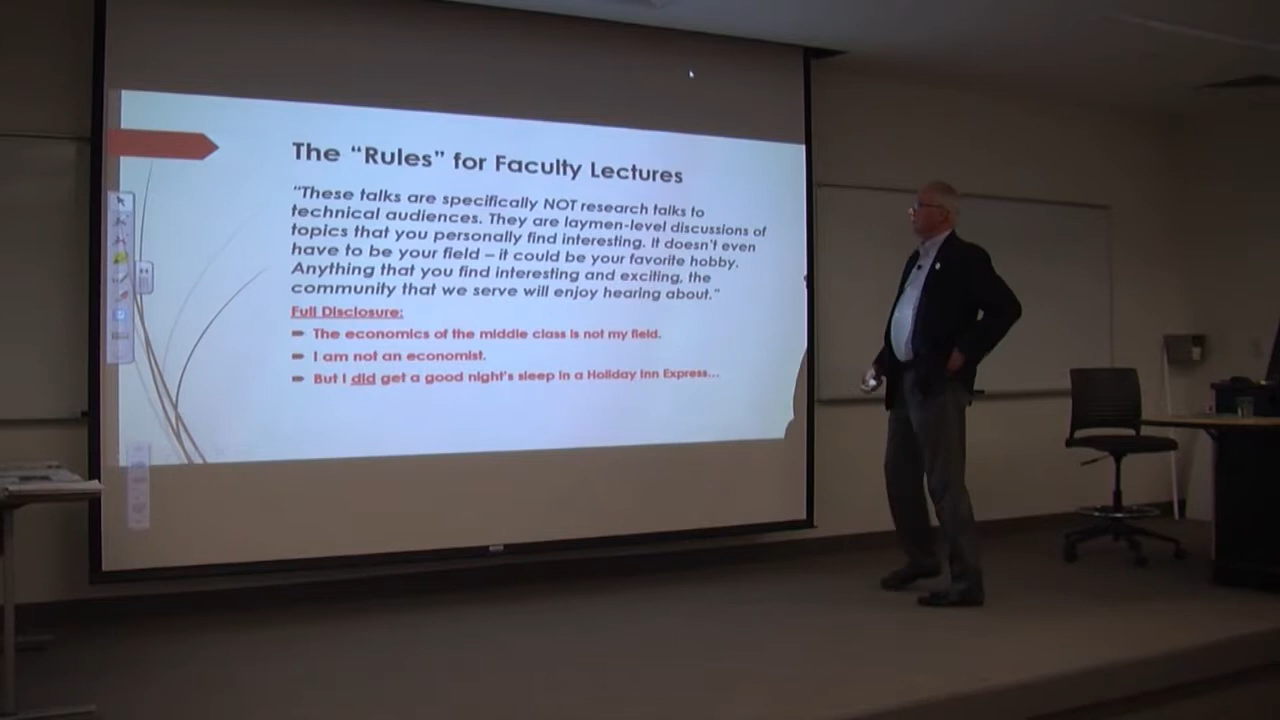 The “Rules” for Faculty Lectures
“These talks are specifically NOT research talks to
technical audiences. They are laymen-level discussions of
topics that you personally find interesting. It doesn’t even
have to be your field – it could be your favorite hobby.
Anything that you find interesting and exciting, the
community that we serve will enjoy hearing about.”
Full Disclosure:
The economics of the middle class is not my field.
I am not an economist.
But I did get a good night’s sleep in a Holiday Inn Express…